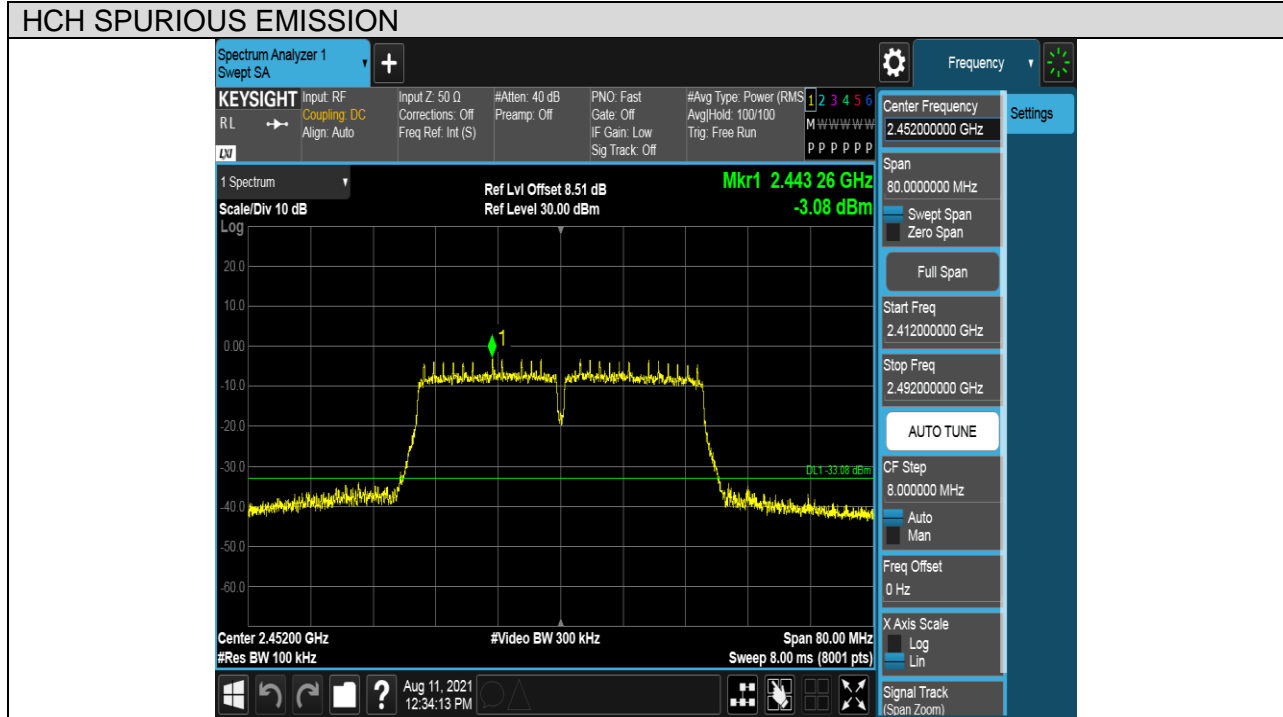 HCH SPURIOUS EMISSION
Spectrum Analyzer 1
Swept SA
+
Frequency
KEYSIGHT
RL
LXI
Input: RF
Coupling: DC
Align: Auto
Input Z: 50 Ω
Corrections: Off
Freq Ref: Int (S)
#Atten: 40 dB
Preamp: Off
PNO: Fast
Gate: Off
IF Gain: Low
Sig Track: Off
#Avg Type: Power (RMS
Avg|Hold: 100/100
Trig: Free Run
1 2 3 4 5 6
M W W W W W
P P P P P P
1 Spectrum
Scale/Div 10 dB
Log
Ref Lvl Offset 8.51 dB
Ref Level 30.00 dBm
Mkr1 2.443 26 GHz
-3.08 dBm
20.0
10.0
0.00
-10.0
-20.0
-30.0
-40.0
-50.0
-60.0
1
DL1 -33.08 dBm
Center 2.45200 GHz
#Res BW 100 kHz
#Video BW 300 kHz
Span 80.00 MHz
Sweep 8.00 ms (8001 pts)
?
Aug 11, 2021
12:34:13 PM
Center Frequency
2.452000000 GHz
Settings
Span
80.0000000 MHz
Swept Span
Zero Span
Full Span
Start Freq
2.412000000 GHz
Stop Freq
2.492000000 GHz
AUTO TUNE
CF Step
8.000000 MHz
Auto
Man
Freq Offset
0 Hz
X Axis Scale
Log
Lin
Signal Track
(Span Zoom)